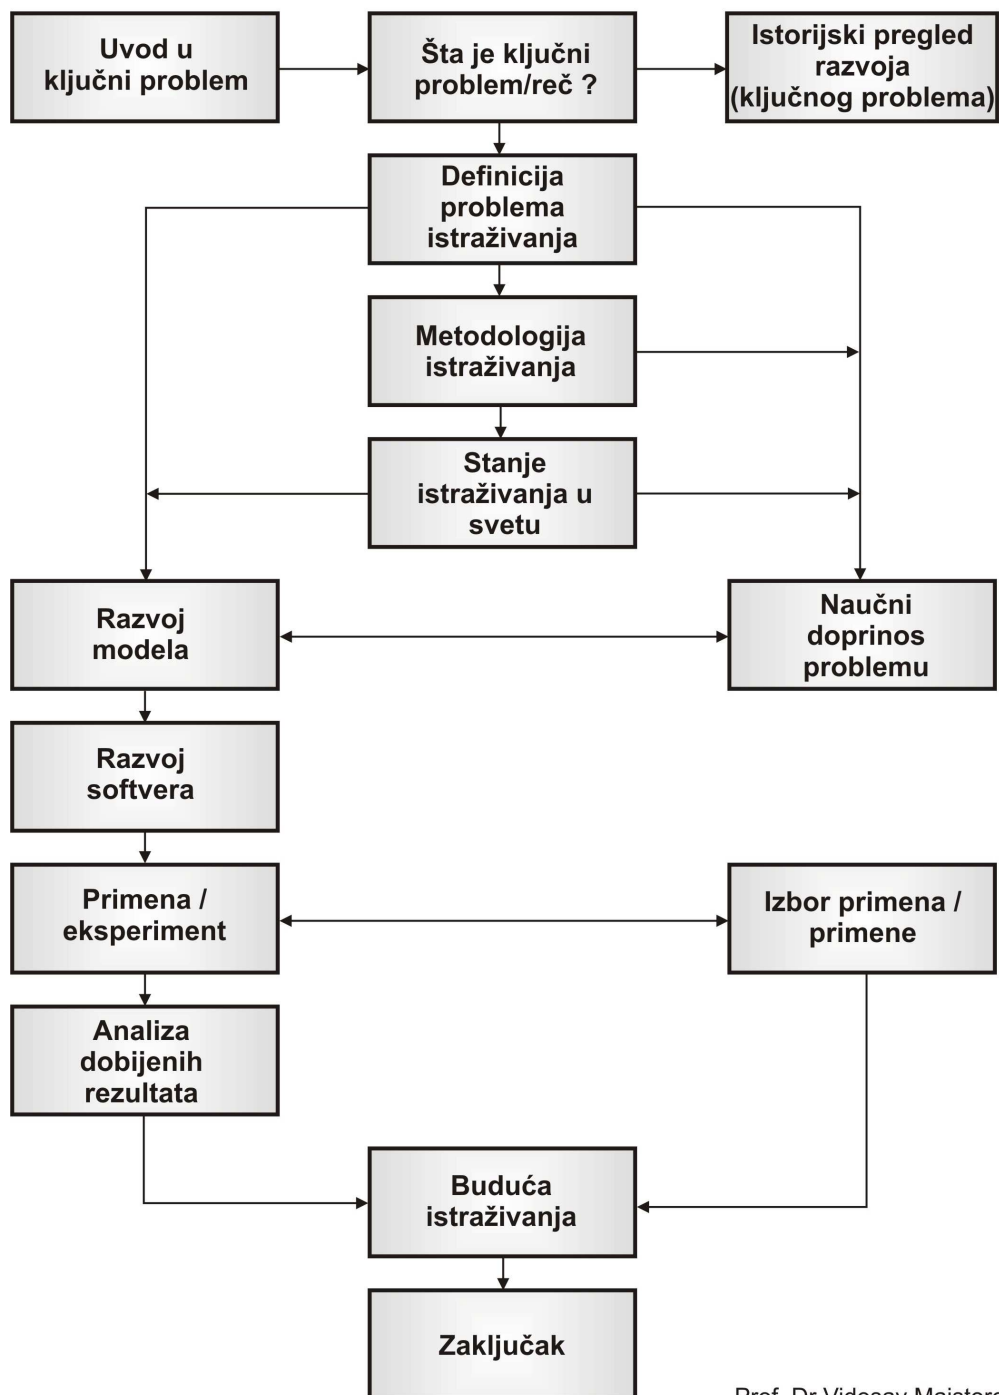 Uvod u
ključni problem
Šta je ključni
problem/reč ?
Istorijski pregled
razvoja
(ključnog problema)
Definicija
problema
istraživanja
Metodologija
istraživanja
Stanje
istraživanja u
svetu
Razvoj
modela
Naučni
doprinos
problemu
Razvoj
softvera
Primena /
eksperiment
Izbor primena /
primene
Analiza
dobijenih
rezultata
Buduća
istraživanja
Zaključak
Prof. Dr